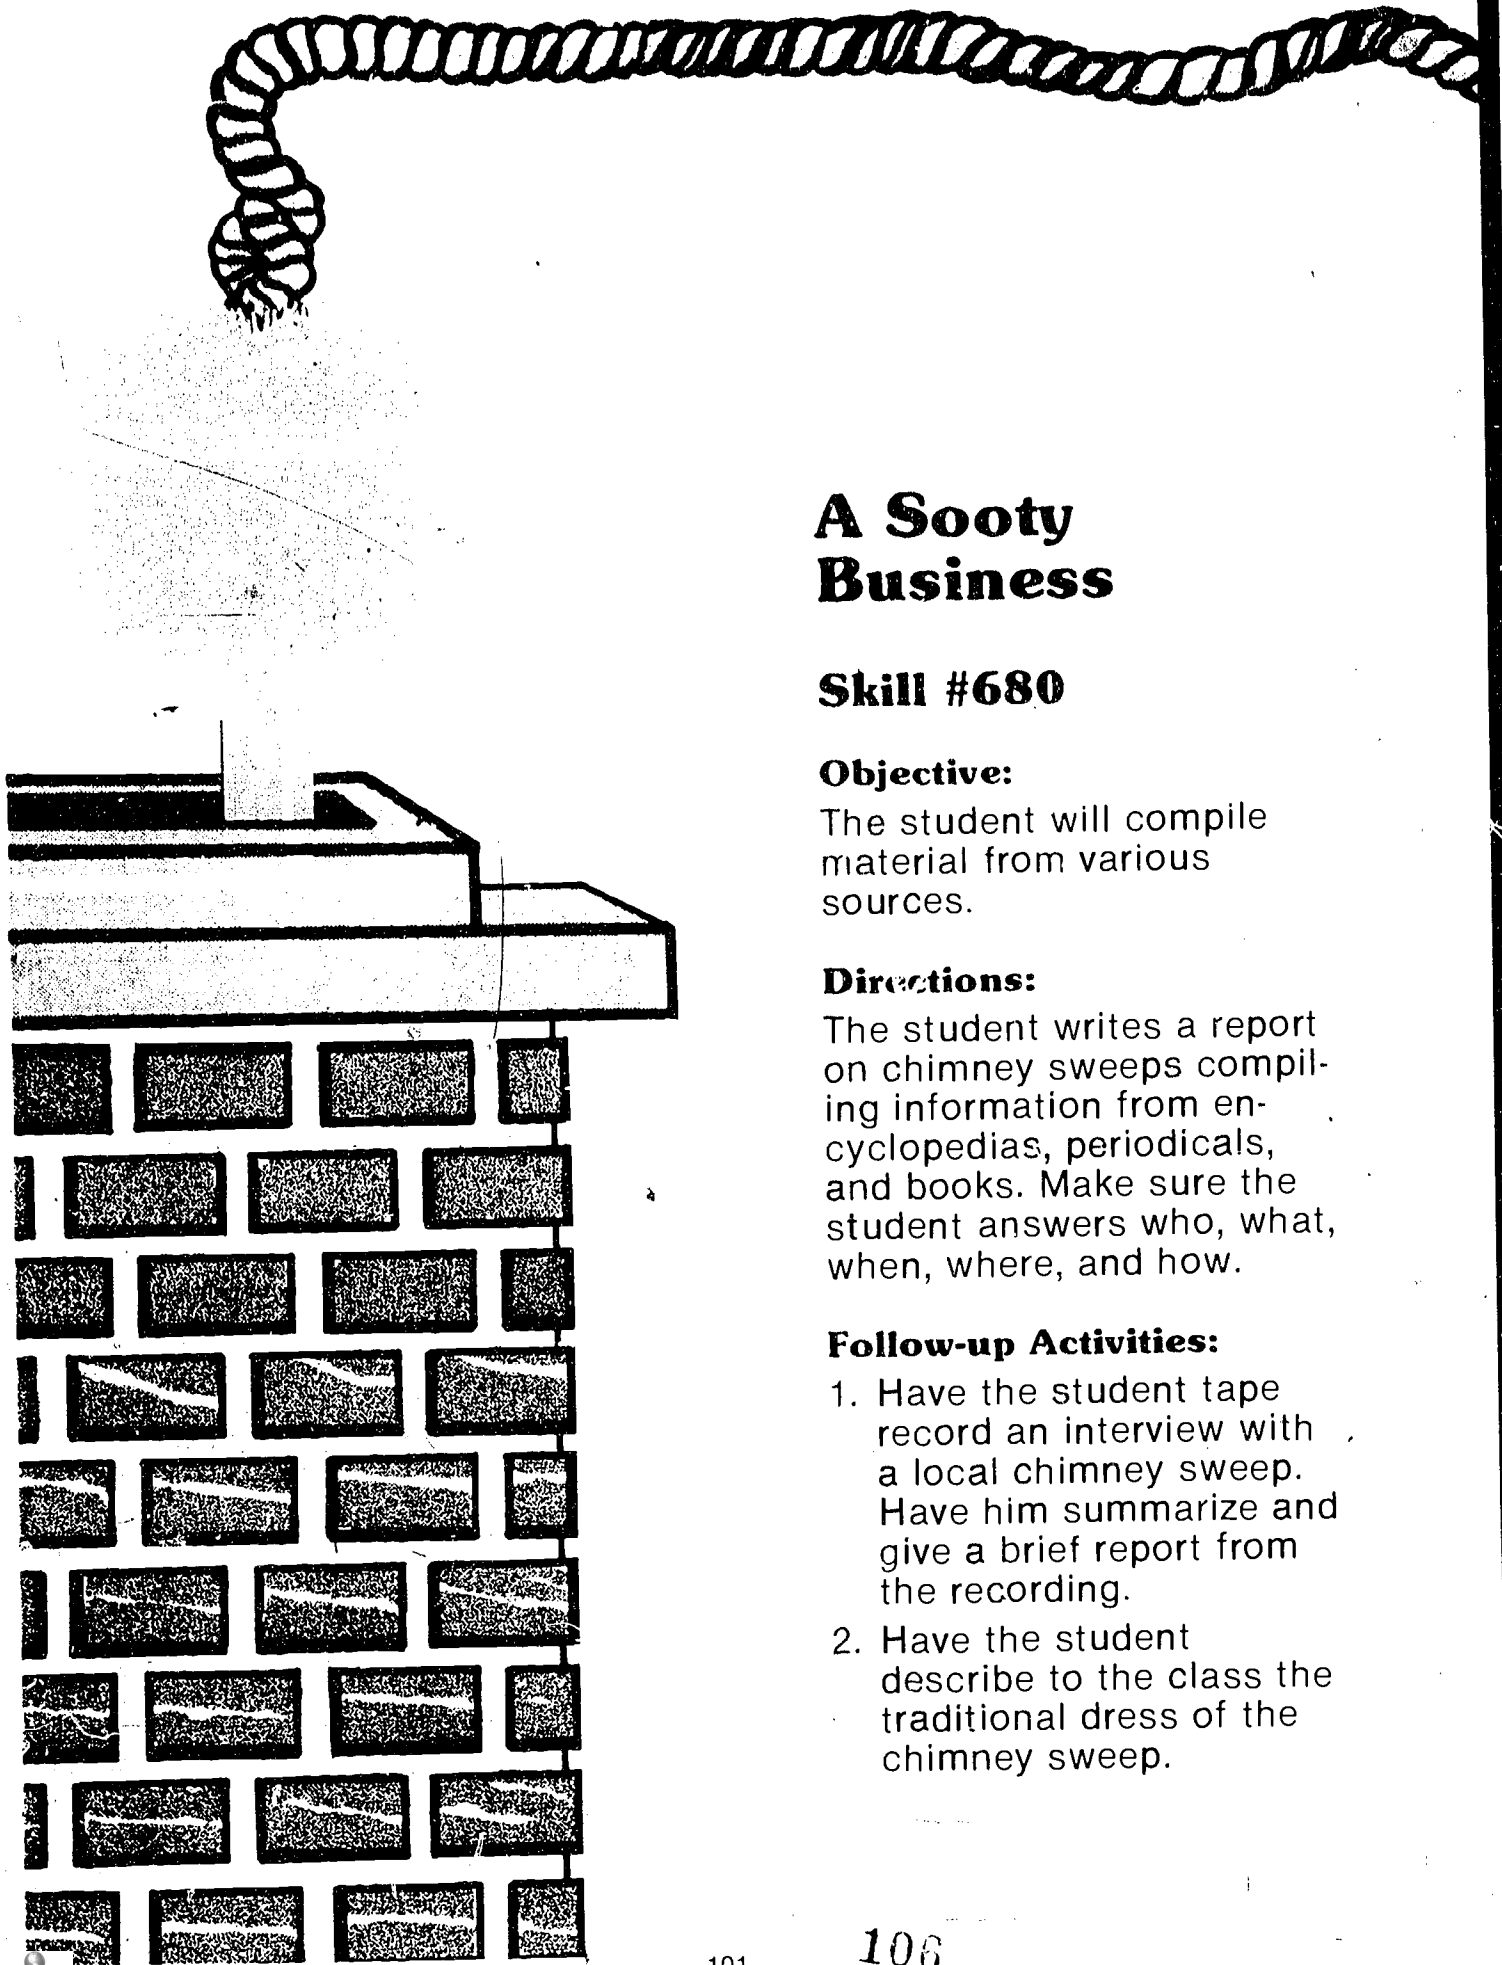 A Sooty
Business
Skill #680
Objective:
The student will compile
material from various
sources.
Directions:
The student writes a report
on chimney sweeps compil-
ing information from en-
cyclopedias, periodicals,
and books. Make sure the
student answers who, what,
when, where, and how.
Follow-up Activities:
1. Have the student tape
record an interview with
a local chimney sweep.
Have him summarize and
give a brief report from
the recording.
2. Have the student
describe to the class the
traditional dress of the
chimney sweep.
101
106